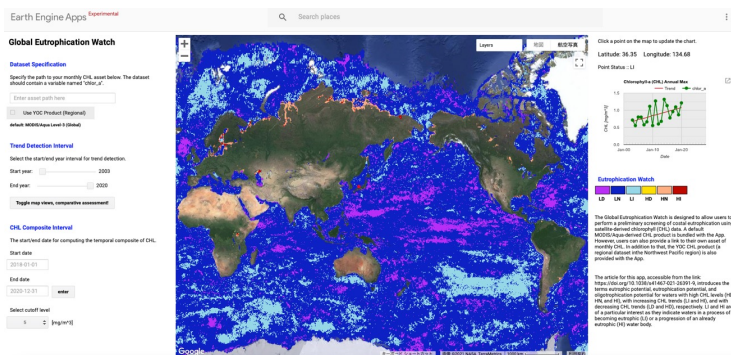 Earth Engine Apps Experimental
Search places
Global Eutrophication Watch
Dataset Specification
Specify the path to your monthly CHL asset below. The dataset
should contain a variable named "chlor_a".
Enter asset path here
Use YOC Product (Regional)
default: MODIS/Aqua Level-3 (Global)
Trend Detection Interval
Select the start/end year interval for trend detection.
Start year: 2003
End year: 2020
Toggle map views, comparative assessment!
CHL Composite Interval
The start/end date for computing the temporal composite of CHL.
Start date
2018-01-01
End date
2020-12-31 enter
Select cutoff level
5 [mg/m^3]
+
−
Layers
地図 航空写真
Google
Click a point on the map to update the chart.
Latitude: 36.35 Longitude: 134.68
Point Status :: LI
Chlorophyll-a (CHL) Annual Max
Trend chlor_a
CHL [mg/m^3]
1.5
1.0
0.5
0.0
Jan-05 Jan-10 Jan-20
Date
Eutrophication Watch
LD LN LI HD HN HI
The Global Eutrophication Watch is designed to allow users to
perform a preliminary screening of costal eutrophication using
satellite-derived chlorophyll (CHL) data. A default
MODIS/Aqua-derived CHL product is bundled with the App.
However, users can also provide a link to their own asset of
monthly CHL. In addition to that, the YOC CHL product (a
regional dataset inthe Northwest Pacific region) is also
provided with the App.
The article for this app, accessible from the link
https://doi.org/10.1038/s41467-021-26391-9, introduces the
terms eutrophic potential, eutrophication potential, and
oligotrophication potential for waters with high CHL levels (HD,
HN, and HI), with increasing CHL trends (LI and HI), and with
decreasing CHL trends (LD and HD), respectively. LI and HI are
of a particular interest as they indicate waters in a process of
becoming eutrophic (LI) or a progression of an already
eutrophic (HI) water body.